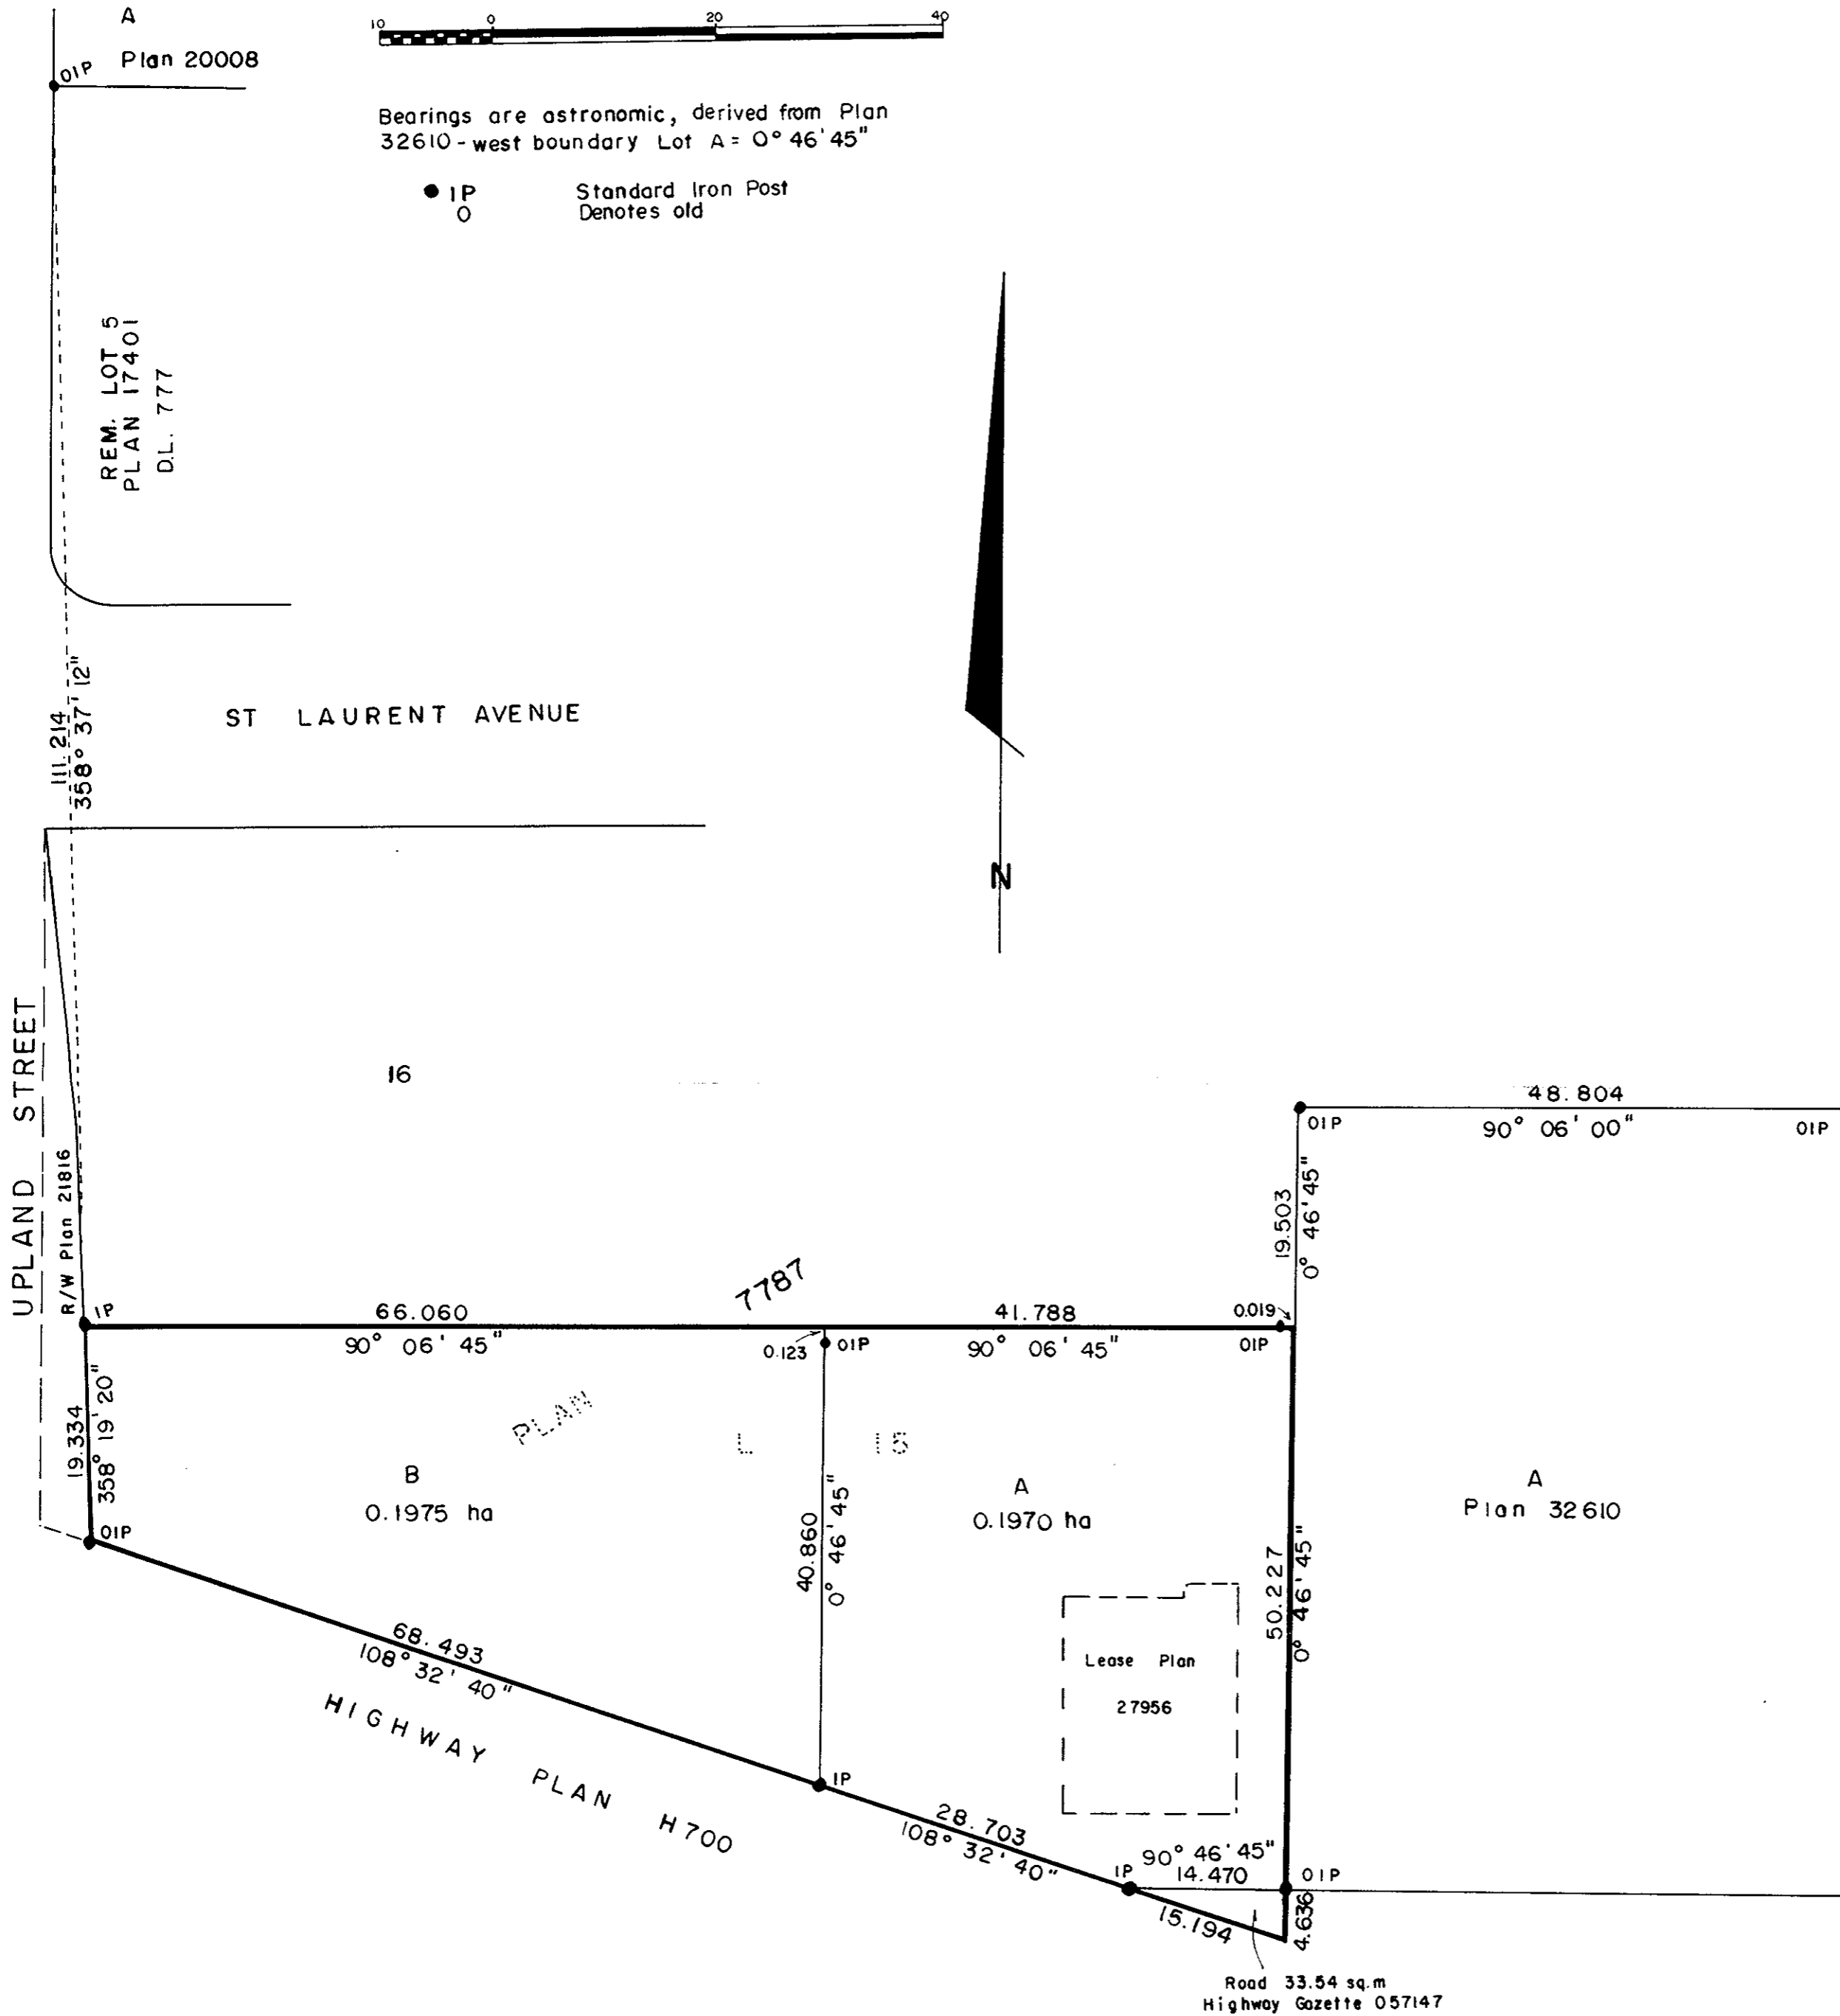 A
Plan 20008
OIP
10 0 20 40
Bearings are astronomic, derived from Plan
32610 - west boundary Lot A = 0° 46' 45"
IP Standard Iron Post
O Denotes old
REM. LOT 5
PLAN 17401
D.L. 777
111.214
358° 37' 12"
ST LAURENT AVENUE
N
UPLAND STREET
R/W Plan 21816
16
48.804
90° 06' 00"
OIP
OIP
19.503
0° 46' 45"
7787
IP
66.060
90° 06' 45"
0.123
OIP
41.788
90° 06' 45"
0.019
OIP
19.334
358° 19' 20"
OIP
PLAN
L 15
B
0.1975 ha
40.860
0° 46' 45"
A
0.1970 ha
50.227
0° 46' 45"
A
Plan 32610
Lease Plan
27956
68.493
108° 32' 40"
HIGHWAY PLAN H700
IP
28.703
108° 32' 40"
IP
90° 46' 45"
14.470
OIP
15.194
4.636
Road 33.54 sq.m
Highway Gazette 057147